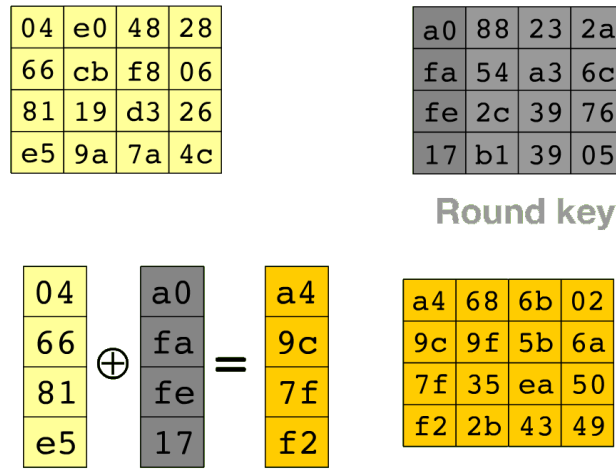 04 e0 48 28
66 cb f8 06
81 19 d3 26
e5 9a 7a 4c
a0 88 23 2a
fa 54 a3 6c
fe 2c 39 76
17 b1 39 05
Round key
04 ⊕ a0 = a4
66 fa 9c
81 fe 7f
e5 17 f2
a4 68 6b 02
9c 9f 5b 6a
7f 35 ea 50
f2 2b 43 49